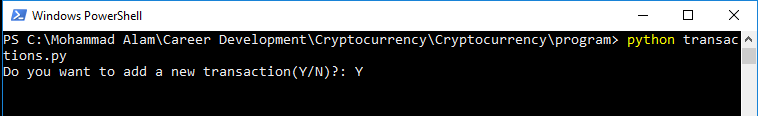 Windows PowerShell
PS C:\Mohammad Alam\Career Development\Cryptocurrency\Cryptocurrency\program> python transac
tions.py
Do you want to add a new transaction(Y/N)?: Y